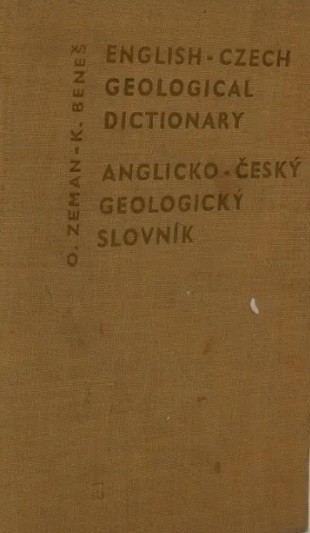 O. ZEMAN-K. BENEŠ
ENGLISH-CZECH
GEOLOGICAL
DICTIONARY
ANGLICKO-ČESKÝ
GEOLOGICKÝ
SLOVNÍK